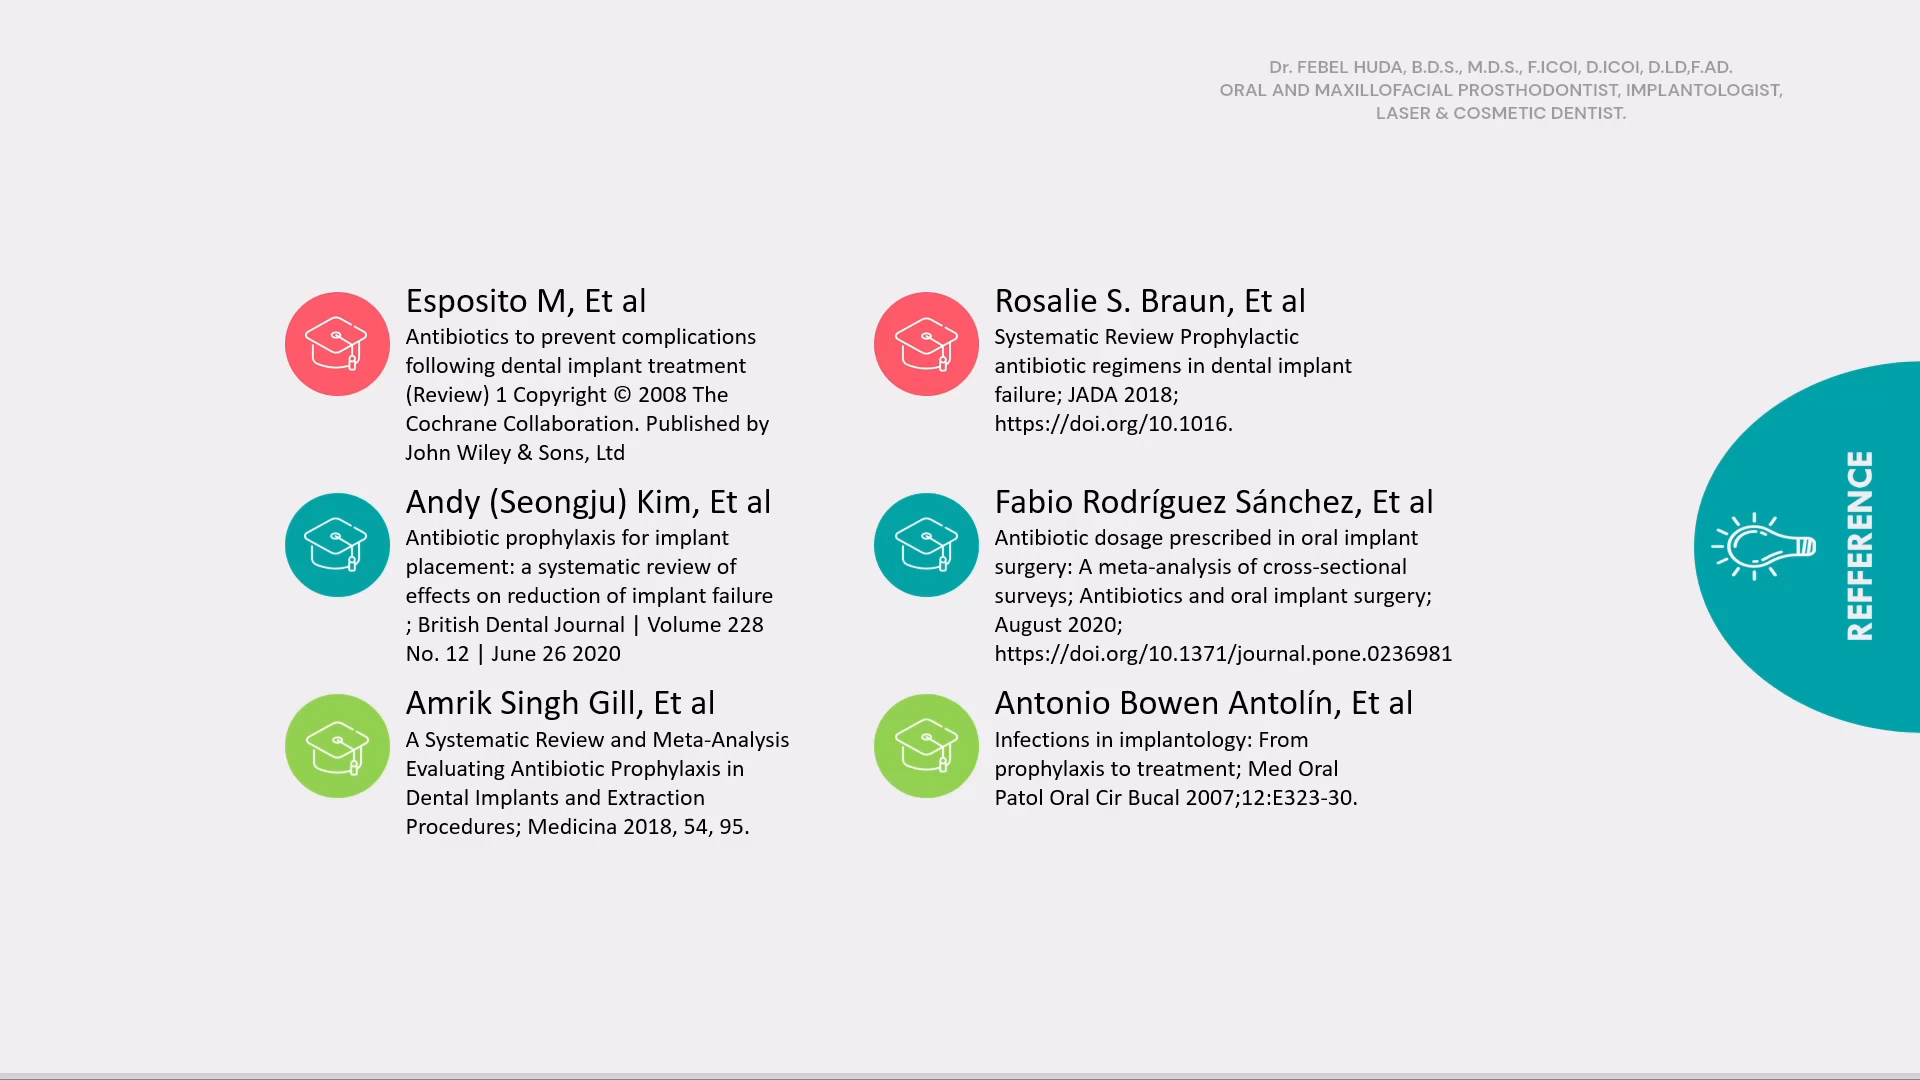 Dr. FEBEL HUDA, B.D.S., M.D.S., F.ICOI, D.ICOI, D.LD,F.AD.
ORAL AND MAXILLOFACIAL PROSTHODONTIST, IMPLANTOLOGIST,
LASER & COSMETIC DENTIST.
Esposito M, Et al
Antibiotics to prevent complications
following dental implant treatment
(Review) 1 Copyright © 2008 The
Cochrane Collaboration. Published by
John Wiley & Sons, Ltd
Andy (Seongju) Kim, Et al
Antibiotic prophylaxis for implant
placement: a systematic review of
effects on reduction of implant failure
; British Dental Journal | Volume 228
No. 12 | June 26 2020
Amrik Singh Gill, Et al
A Systematic Review and Meta-Analysis
Evaluating Antibiotic Prophylaxis in
Dental Implants and Extraction
Procedures; Medicina 2018, 54, 95.
Rosalie S. Braun, Et al
Systematic Review Prophylactic
antibiotic regimens in dental implant
failure; JADA 2018;
https://doi.org/10.1016.
Fabio Rodríguez Sánchez, Et al
Antibiotic dosage prescribed in oral implant
surgery: A meta-analysis of cross-sectional
surveys; Antibiotics and oral implant surgery;
August 2020;
https://doi.org/10.1371/journal.pone.0236981
Antonio Bowen Antolín, Et al
Infections in implantology: From
prophylaxis to treatment; Med Oral
Patol Oral Cir Bucal 2007;12:E323-30.
REFERENCE